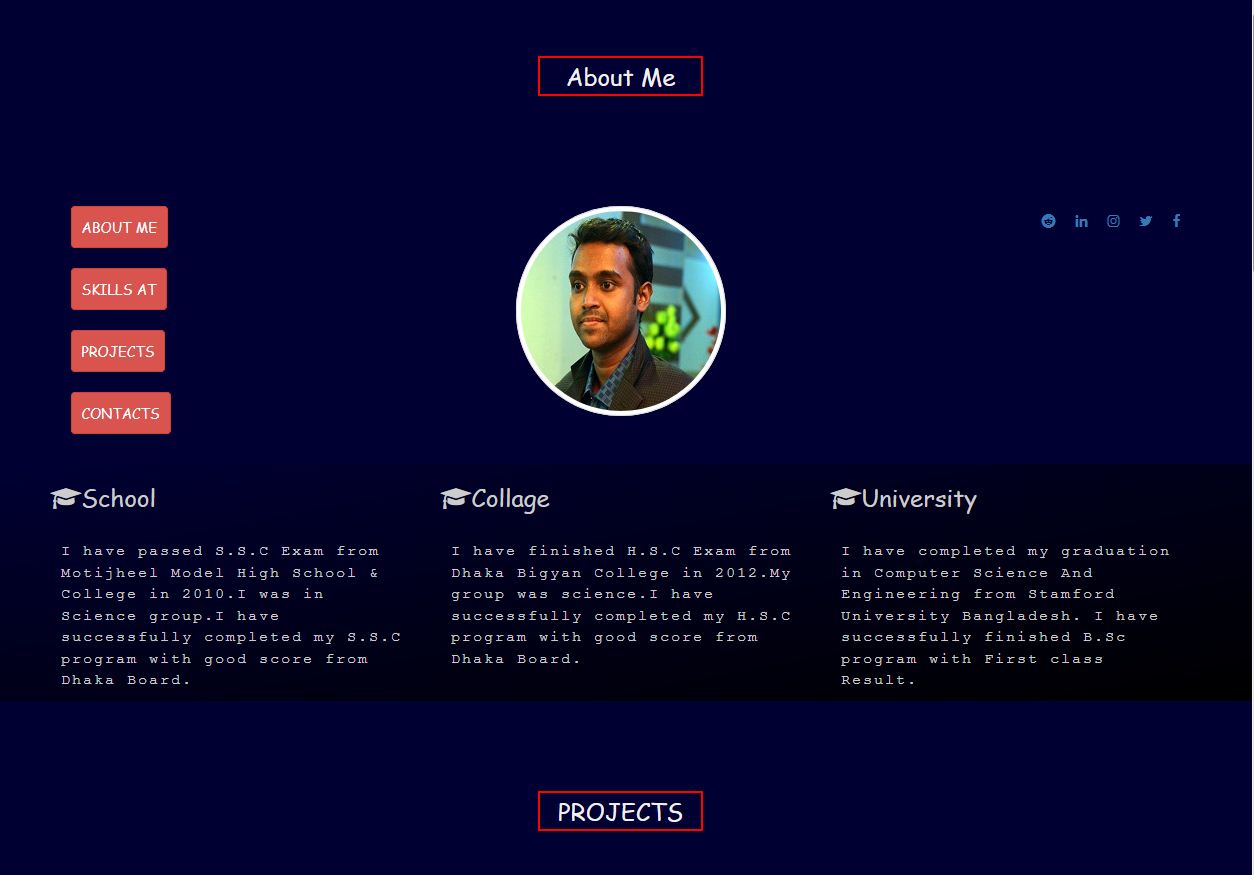 About Me
ABOUT ME
SKILLS AT
PROJECTS
CONTACTS
School
I have passed S.S.C Exam from
Motijheel Model High School &
College in 2010.I was in
Science group.I have
successfully completed my S.S.C
program with good score from
Dhaka Board.
Collage
I have finished H.S.C Exam from
Dhaka Bigyan College in 2012.My
group was science.I have
successfully completed my H.S.C
program with good score from
Dhaka Board.
University
I have completed my graduation
in Computer Science And
Engineering from Stamford
University Bangladesh. I have
successfully finished B.Sc
program with First class
Result.
PROJECTS